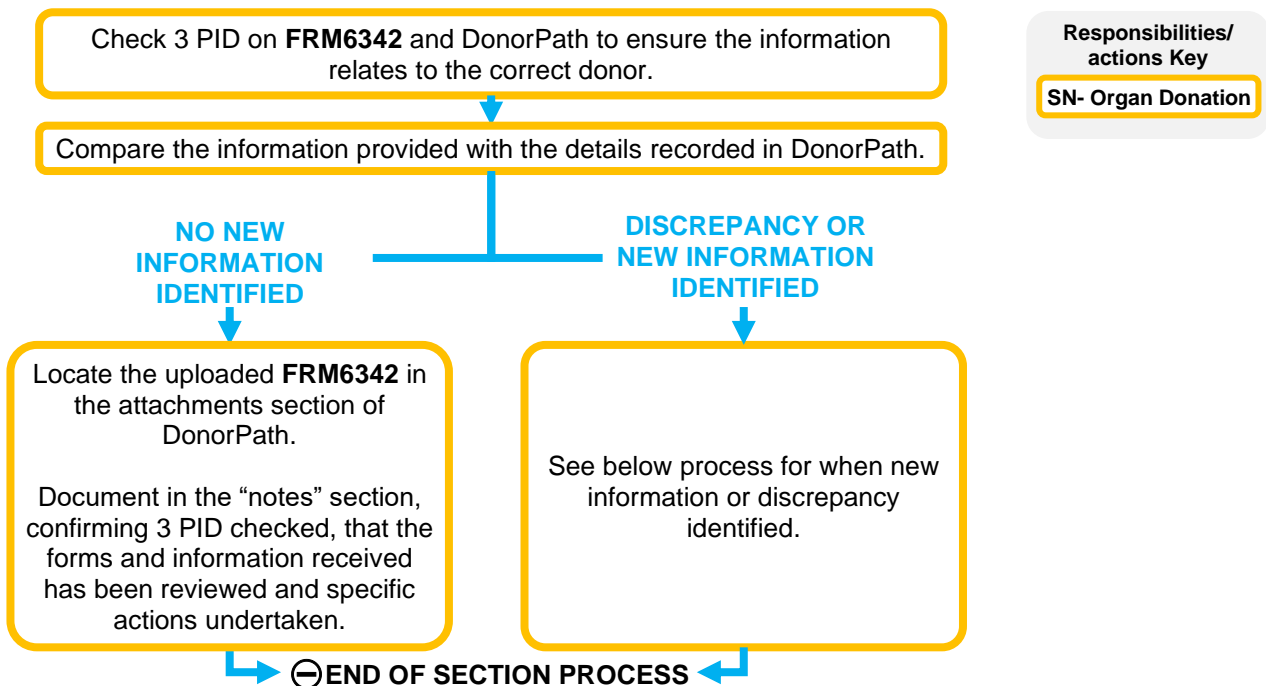 Check 3 PID on FRM6342 and DonorPath to ensure the information
relates to the correct donor.
Responsibilities/
actions Key
SN- Organ Donation
Compare the information provided with the details recorded in DonorPath.
NO NEW
INFORMATION
IDENTIFIED
DISCREPANCY OR
NEW INFORMATION
IDENTIFIED
Locate the uploaded FRM6342 in
the attachments section of
DonorPath.
Document in the “notes” section,
confirming 3 PID checked, that the
forms and information received
has been reviewed and specific
actions undertaken.
See below process for when new
information or discrepancy
identified.
END OF SECTION PROCESS